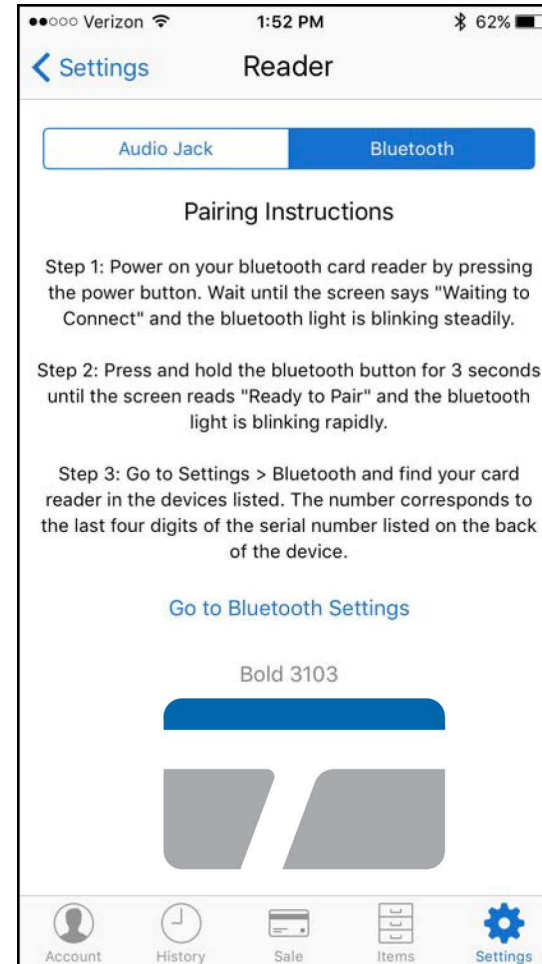 Verizon 1:52 PM 62%
Settings Reader
Audio Jack Bluetooth
Pairing Instructions
Step 1: Power on your bluetooth card reader by pressing
the power button. Wait until the screen says "Waiting to
Connect" and the bluetooth light is blinking steadily.
Step 2: Press and hold the bluetooth button for 3 seconds
until the screen reads "Ready to Pair" and the bluetooth
light is blinking rapidly.
Step 3: Go to Settings > Bluetooth and find your card
reader in the devices listed. The number corresponds to
the last four digits of the serial number listed on the back
of the device.
Go to Bluetooth Settings
Bold 3103
Account History Sale Items Settings